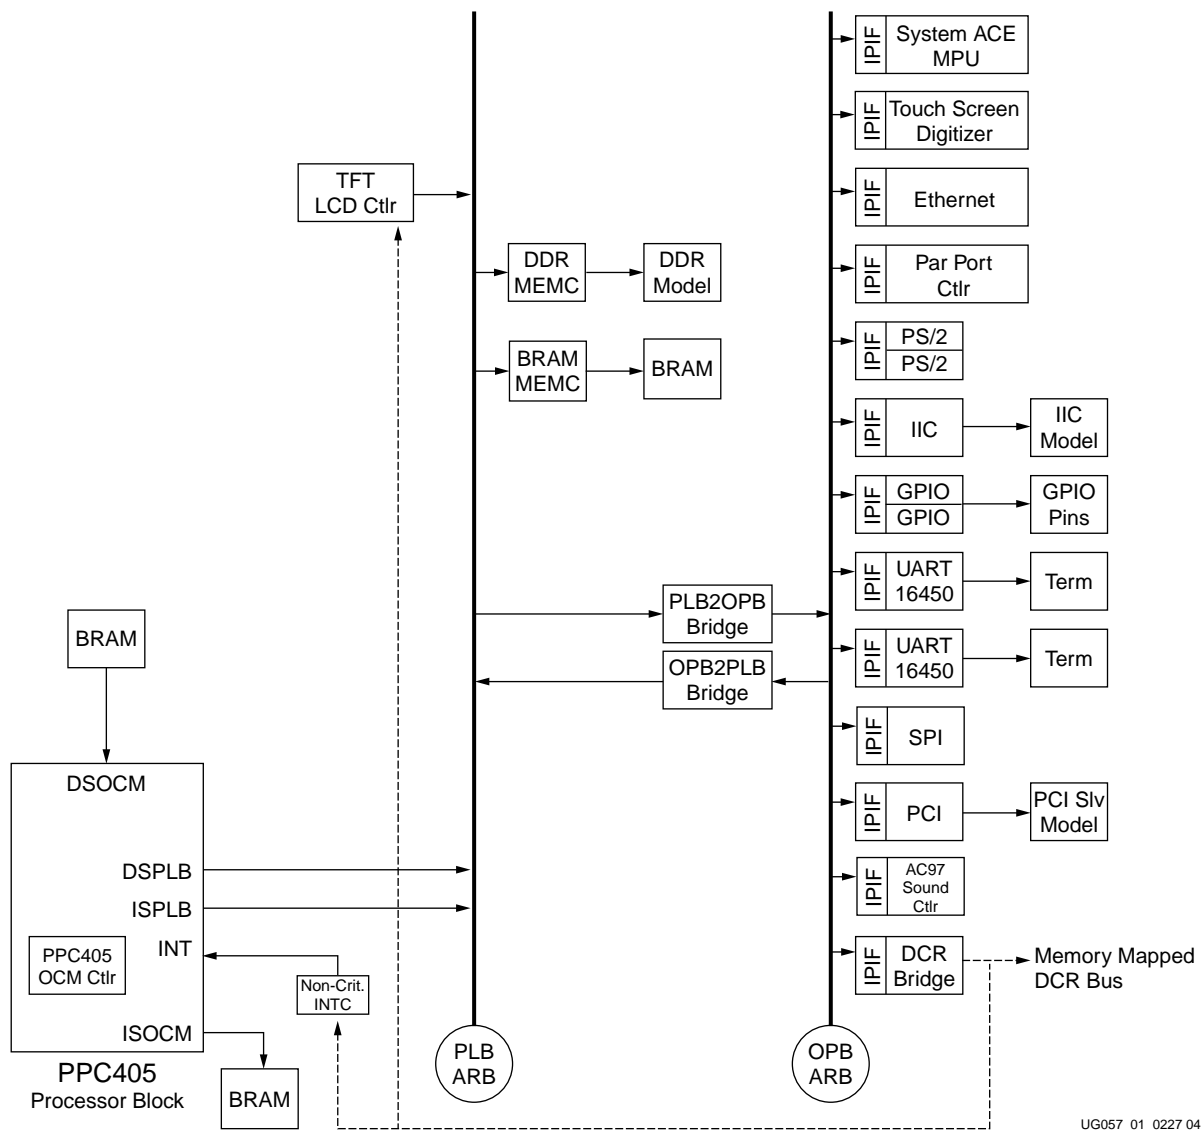 IPIF
System ACE
MPU
IPIF
Touch Screen
Digitizer
TFT
LCD Ctlr
IPIF
Ethernet
DDR
MEMC
DDR
Model
IPIF
Par Port
Ctlr
BRAM
MEMC
BRAM
IPIF
PS/2
PS/2
IPIF
IIC
IIC
Model
IPIF
GPIO
GPIO
GPIO
Pins
IPIF
UART
16450
Term
PLB2OPB
Bridge
BRAM
IPIF
UART
16450
Term
OPB2PLB
Bridge
IPIF
SPI
DSOCM
IPIF
PCI
PCI Slv
Model
DSPLB
ISPLB
IPIF
AC97
Sound
Ctlr
INT
PPC405
OCM Ctlr
Non-Crit.
INTC
IPIF
DCR
Bridge
Memory Mapped
DCR Bus
ISOCM
PLB
ARB
OPB
ARB
PPC405
Processor Block
BRAM
UG057_01_0227 04